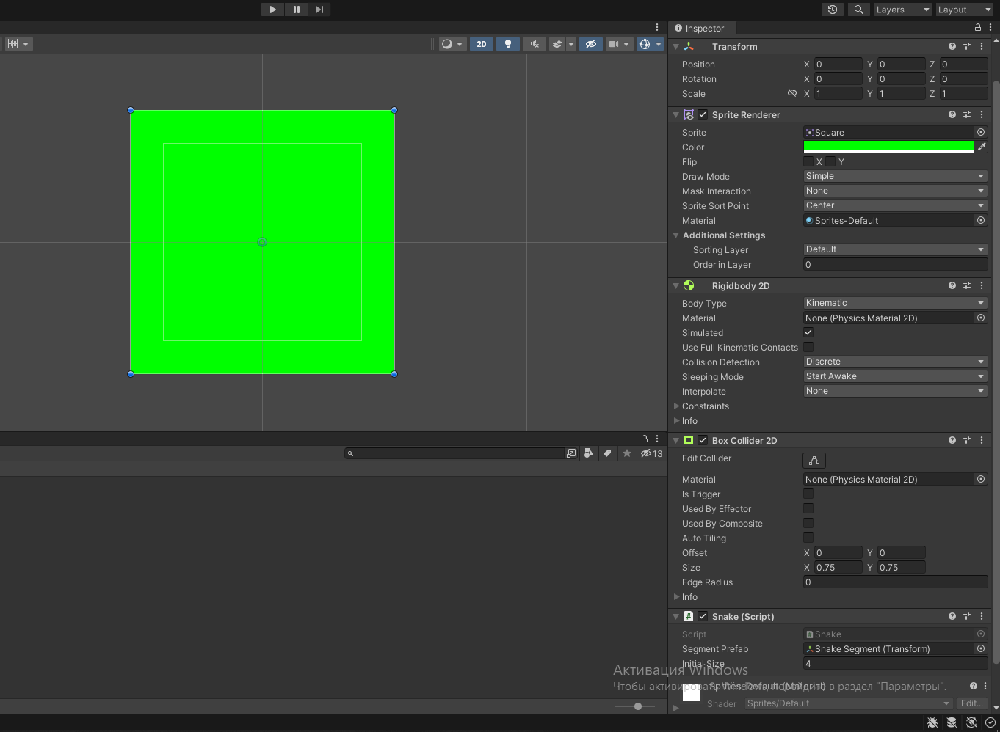 Layers
Layout
Inspector
2D
Transform
Position X 0 Y 0 Z 0
Rotation X 0 Y 0 Z 0
Scale X 1 Y 1 Z 1
Sprite Renderer
Sprite Square
Color
Flip X Y
Draw Mode Simple
Mask Interaction None
Sprite Sort Point Center
Material Sprites-Default
Additional Settings
Sorting Layer Default
Order in Layer 0
Rigidbody 2D
Body Type Kinematic
Material None (Physics Material 2D)
Simulated
Use Full Kinematic Contacts
Collision Detection Discrete
Sleeping Mode Start Awake
Interpolate None
Constraints
Info
Box Collider 2D
13
Edit Collider
Material None (Physics Material 2D)
Is Trigger
Used By Effector
Used By Composite
Auto Tiling
Offset X 0 Y 0
Size X 0.75 Y 0.75
Edge Radius 0
Info
Snake (Script)
Script # Snake
Segment Prefab Snake Segment (Transform)
Initial Size 4
Активация Windows
Чтобы активировать Windows, перейдите в раздел "Параметры".
Sprites-Default (Material)
Shader Sprites/Default Edit...